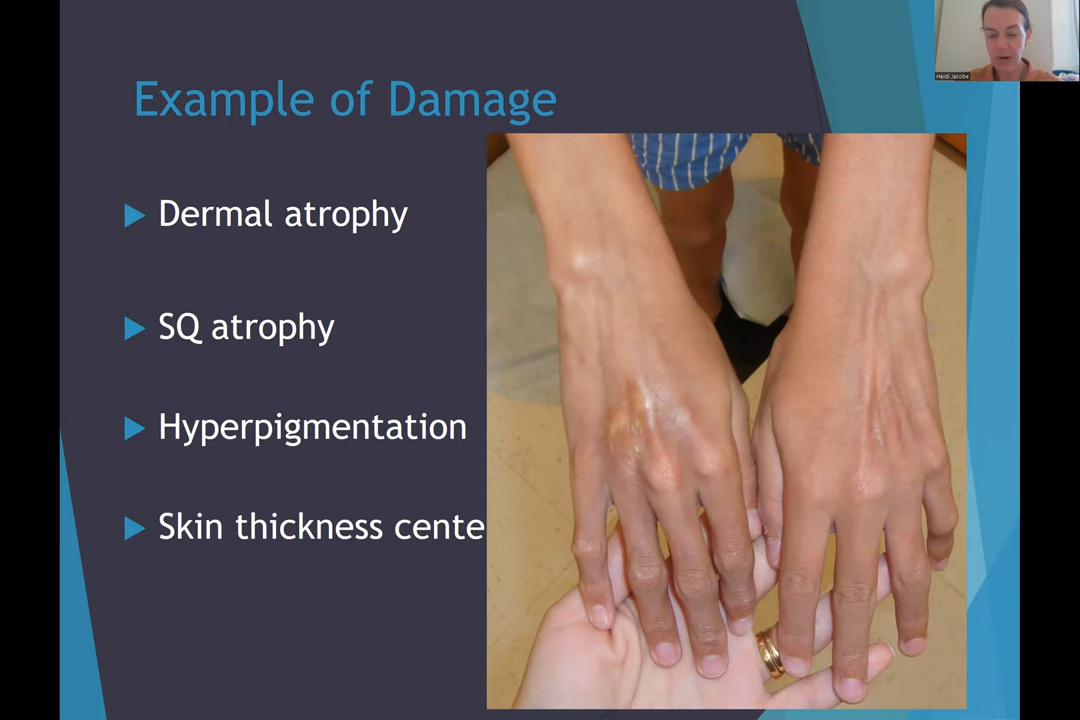 Example of Damage
Dermal atrophy
SQ atrophy
Hyperpigmentation
Skin thickness cente
Heidi Jacobe